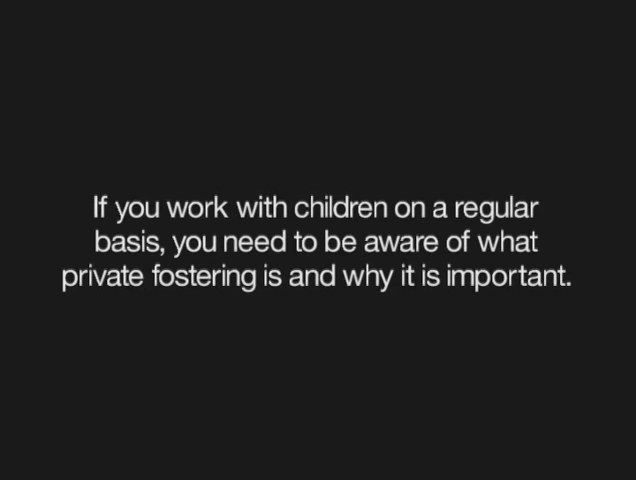 If you work with children on a regular
basis, you need to be aware of what
private fostering is and why it is important.